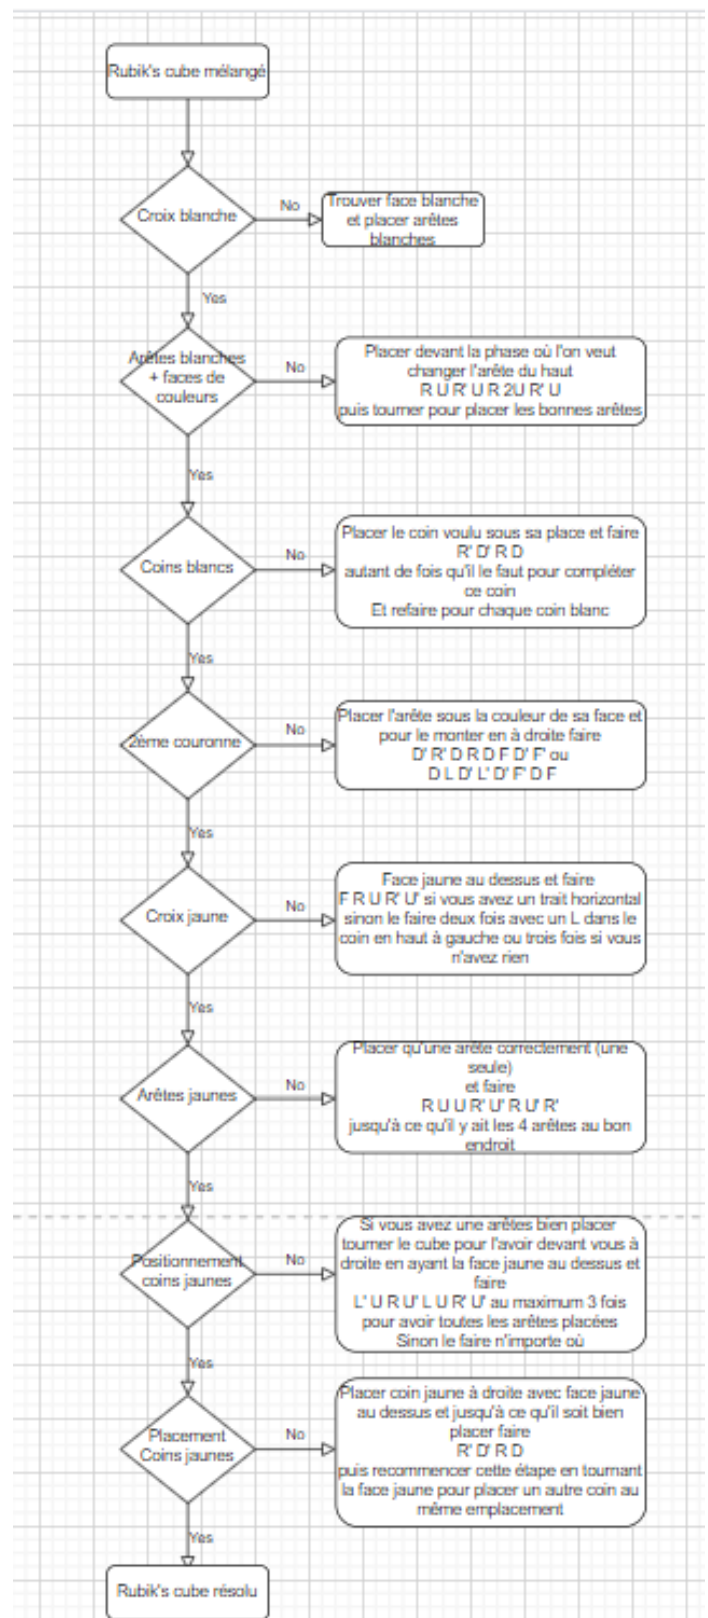 Rubik's cube mélangé
Croix blanche
No
Trouver face blanche
et placer arêtes
blanches
Yes
Arêtes blanches
+ faces de
couleurs
No
Placer devant la phase où l'on veut
changer l'arête du haut
R U R' U R 2U R' U
puis tourner pour placer les bonnes arêtes
Yes
Coins blancs
No
Placer le coin voulu sous sa place et faire
R' D' R D
autant de fois qu'il le faut pour compléter
ce coin
Et refaire pour chaque coin blanc
Yes
2ème couronne
No
Placer l'arête sous la couleur de sa face et
pour le monter en à droite faire
D' R' D R D F D' F' ou
D L D' L' D' F' D F
Yes
Croix jaune
No
Face jaune au dessus et faire
F R U R' U' si vous avez un trait horizontal
sinon le faire deux fois avec un L dans le
coin en haut à gauche ou trois fois si vous
n'avez rien
Yes
Arêtes jaunes
No
Placer qu'une arête correctement (une
seule)
et faire
R U U R' U' R U' R'
jusqu'à ce qu'il y ait les 4 arêtes au bon
endroit
Yes
Positionnement
coins jaunes
No
Si vous avez une arêtes bien placer
tourner le cube pour l'avoir devant vous à
droite en ayant la face jaune au dessus et
faire
L' U R U' L U R' U' au maximum 3 fois
pour avoir toutes les arêtes placées
Sinon le faire n'importe où
Yes
Placement
Coins jaunes
No
Placer coin jaune à droite avec face jaune
au dessus et jusqu'à ce qu'il soit bien
placer faire
R' D' R D
puis recommencer cette étape en tournant
la face jaune pour placer un autre coin au
même emplacement
Yes
Rubik's cube résolu